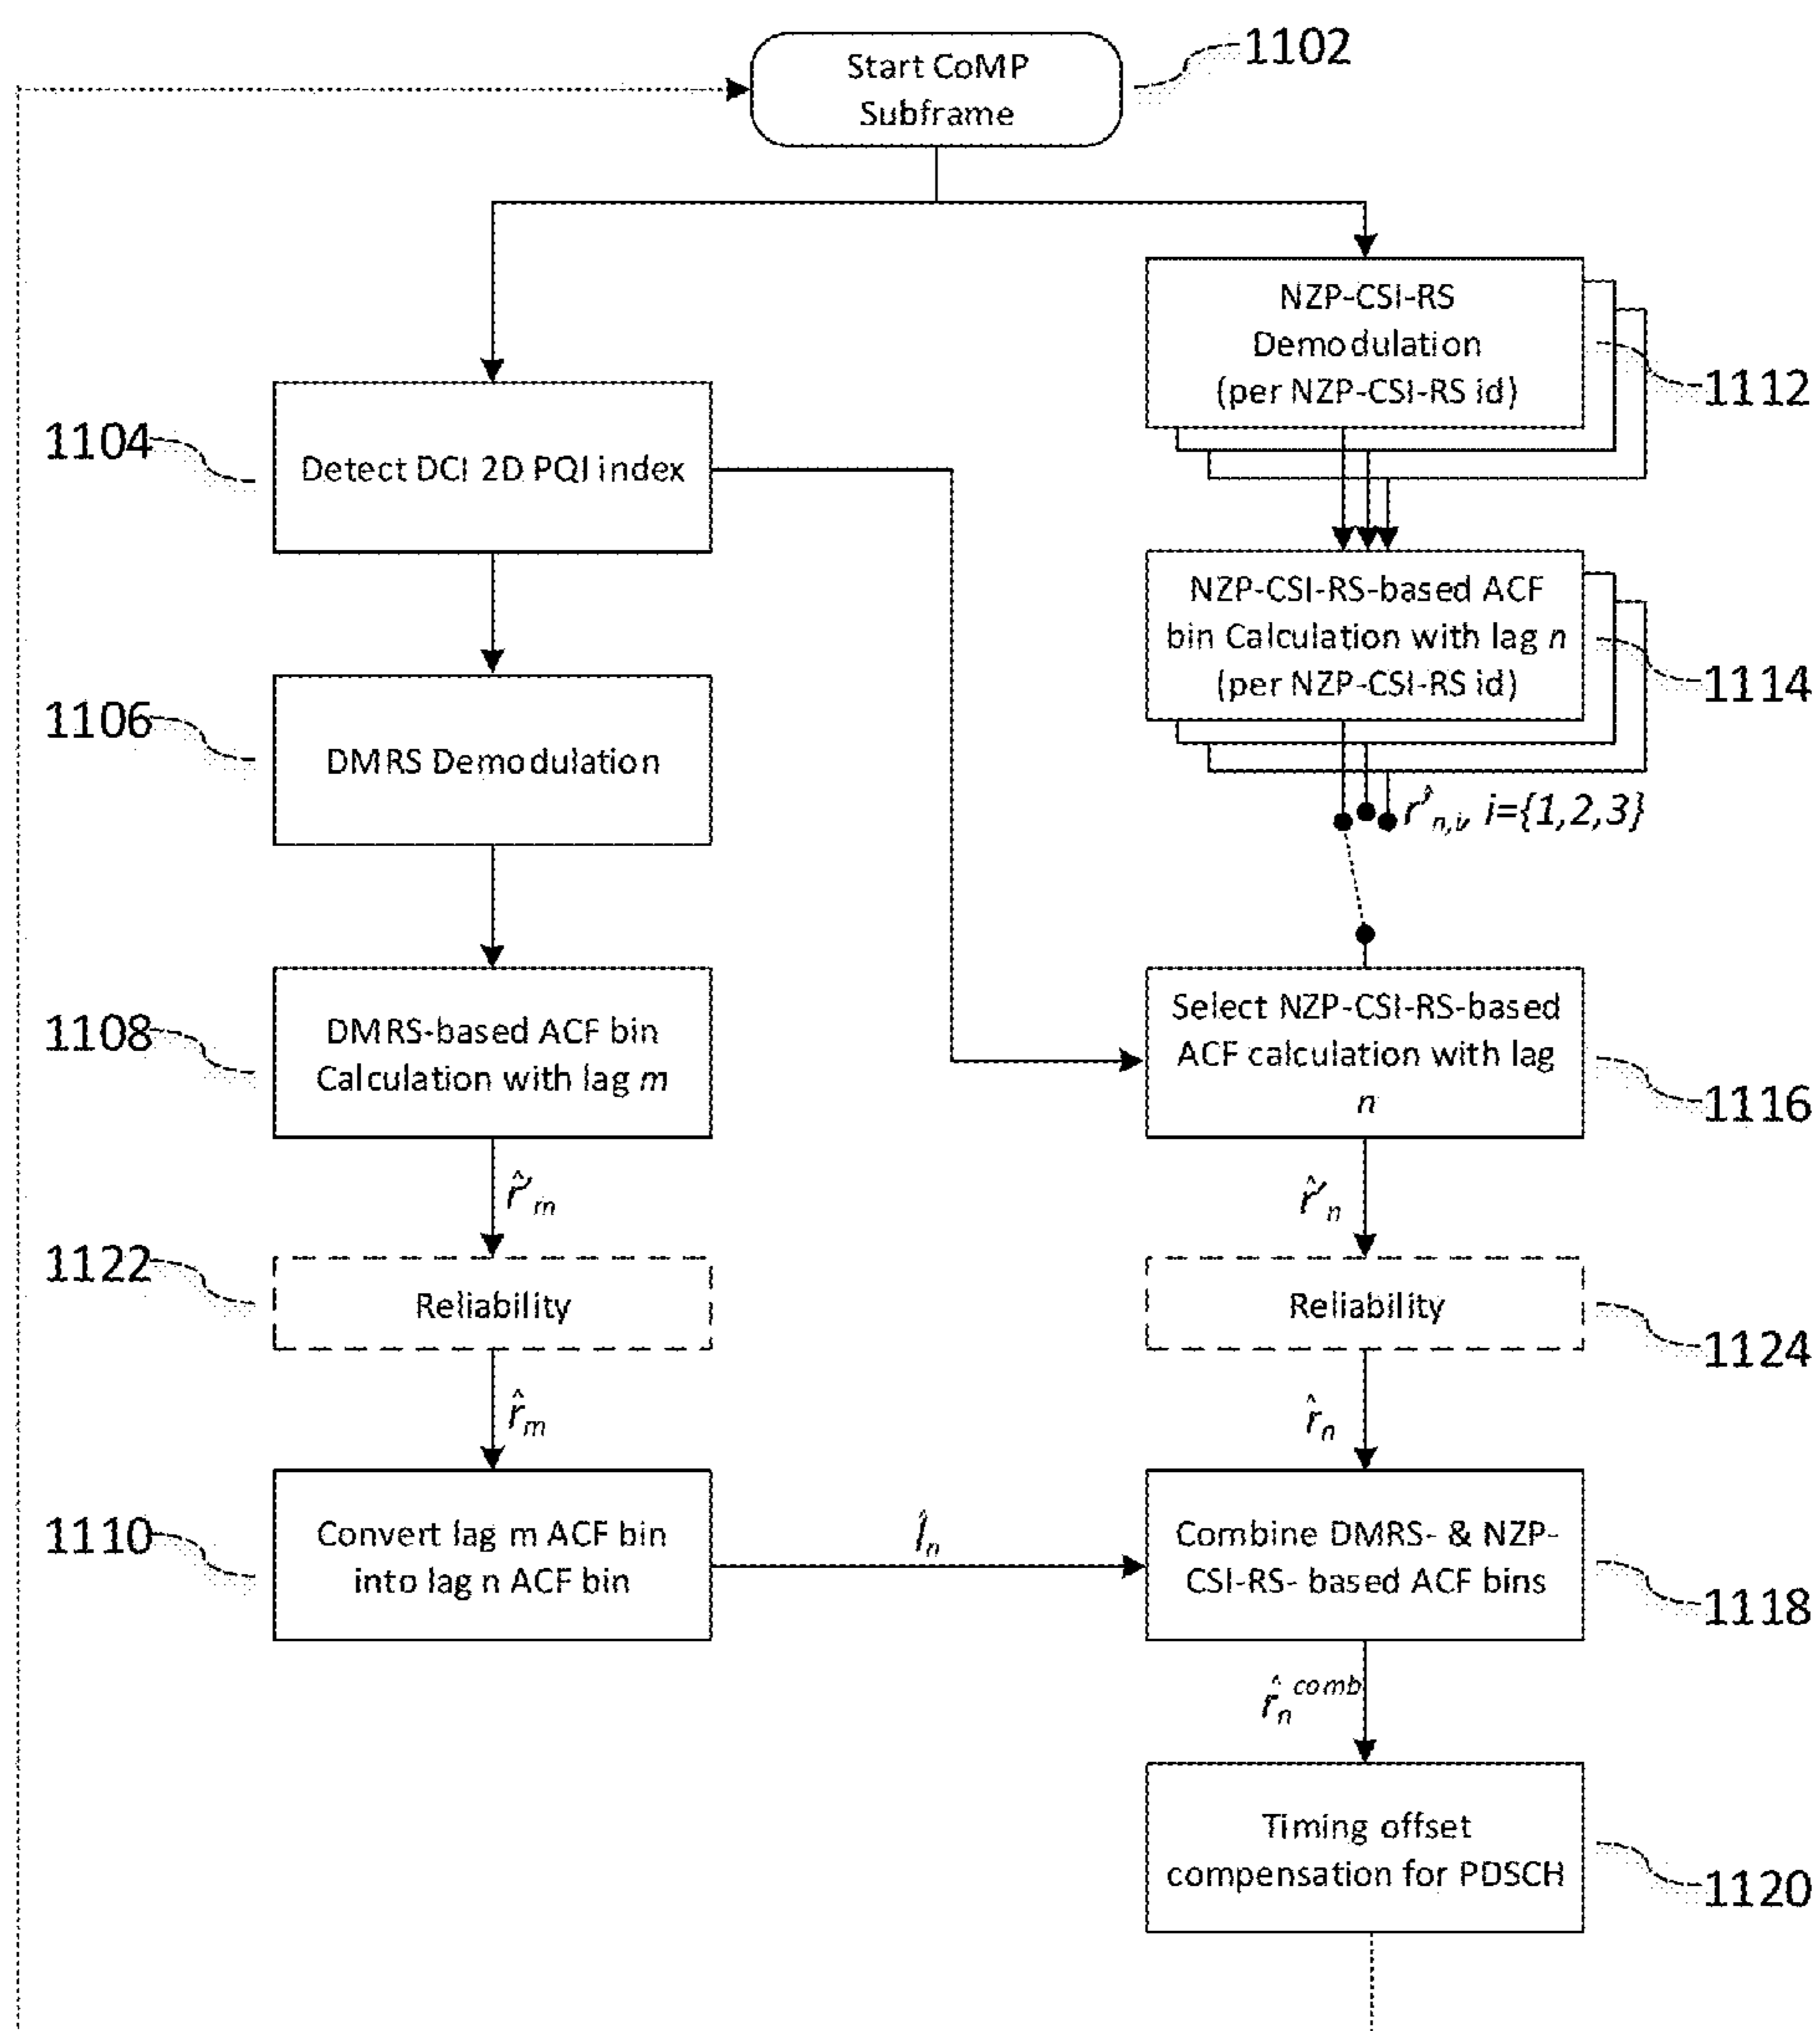 Start CoMP
Subframe
1102
NZP-CSI-RS
Demodulation
(per NZP-CSI-RS id)
1112
1104
Detect DCI 2D PQI index
NZP-CSI-RS-based ACF
bin Calculation with lag n
(per NZP-CSI-RS id)
1114
1106
DMRS Demodulation
r̂'n,i, i={1,2,3}
1108
DMRS-based ACF bin
Calculation with lag m
Select NZP-CSI-RS-based
ACF calculation with lag
n
1116
r̂'m
r̂'n
1122
Reliability
Reliability
1124
r̂m
r̂n
1110
Convert lag m ACF bin
into lag n ACF bin
l̂n
Combine DMRS- & NZP-
CSI-RS- based ACF bins
1118
r̂n comb
Timing offset
compensation for PDSCH
1120